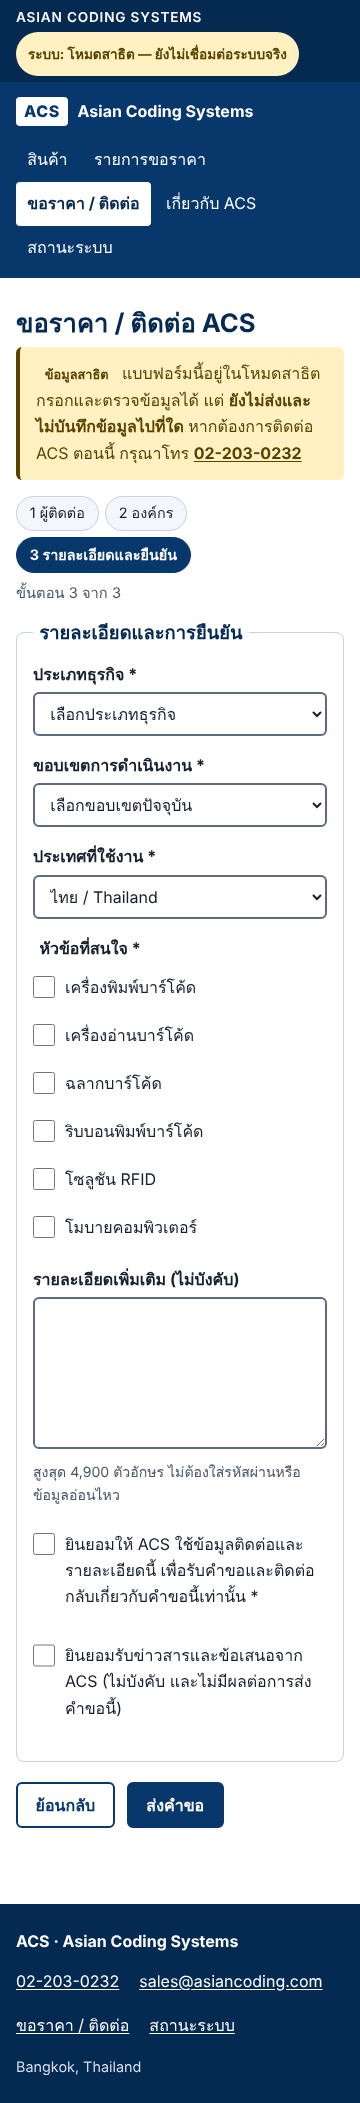 ASIAN CODING SYSTEMS
ระบบ: โหมดสาธิต — ยังไม่เชื่อมต่อระบบจริง
ACS Asian Coding Systems
สินค้า รายการขอราคา
ขอราคา / ติดต่อ เกี่ยวกับ ACS
สถานะระบบ
ขอราคา / ติดต่อ ACS
ข้อมูลสาธิต แบบฟอร์มนี้อยู่ในโหมดสาธิต
กรอกและตรวจข้อมูลได้ แต่ ยังไม่ส่งและ
ไม่บันทึกข้อมูลไปที่ใด หากต้องการติดต่อ
ACS ตอนนี้ กรุณาโทร 02-203-0232
1 ผู้ติดต่อ 2 องค์กร
3 รายละเอียดและยืนยัน
ขั้นตอน 3 จาก 3
รายละเอียดและการยืนยัน
ประเภทธุรกิจ *
เลือกประเภทธุรกิจ
ขอบเขตการดำเนินงาน *
เลือกขอบเขตปัจจุบัน
ประเทศที่ใช้งาน *
ไทย / Thailand
หัวข้อที่สนใจ *
เครื่องพิมพ์บาร์โค้ด
เครื่องอ่านบาร์โค้ด
ฉลากบาร์โค้ด
ริบบอนพิมพ์บาร์โค้ด
โซลูชัน RFID
โมบายคอมพิวเตอร์
รายละเอียดเพิ่มเติม (ไม่บังคับ)
สูงสุด 4,900 ตัวอักษร ไม่ต้องใส่รหัสผ่านหรือ
ข้อมูลอ่อนไหว
ยินยอมให้ ACS ใช้ข้อมูลติดต่อและ
รายละเอียดนี้ เพื่อรับคำขอและติดต่อ
กลับเกี่ยวกับคำขอนี้เท่านั้น *
ยินยอมรับข่าวสารและข้อเสนอจาก
ACS (ไม่บังคับ และไม่มีผลต่อการส่ง
คำขอนี้)
ย้อนกลับ ส่งคำขอ
ACS · Asian Coding Systems
02-203-0232 sales@asiancoding.com
ขอราคา / ติดต่อ สถานะระบบ
Bangkok, Thailand